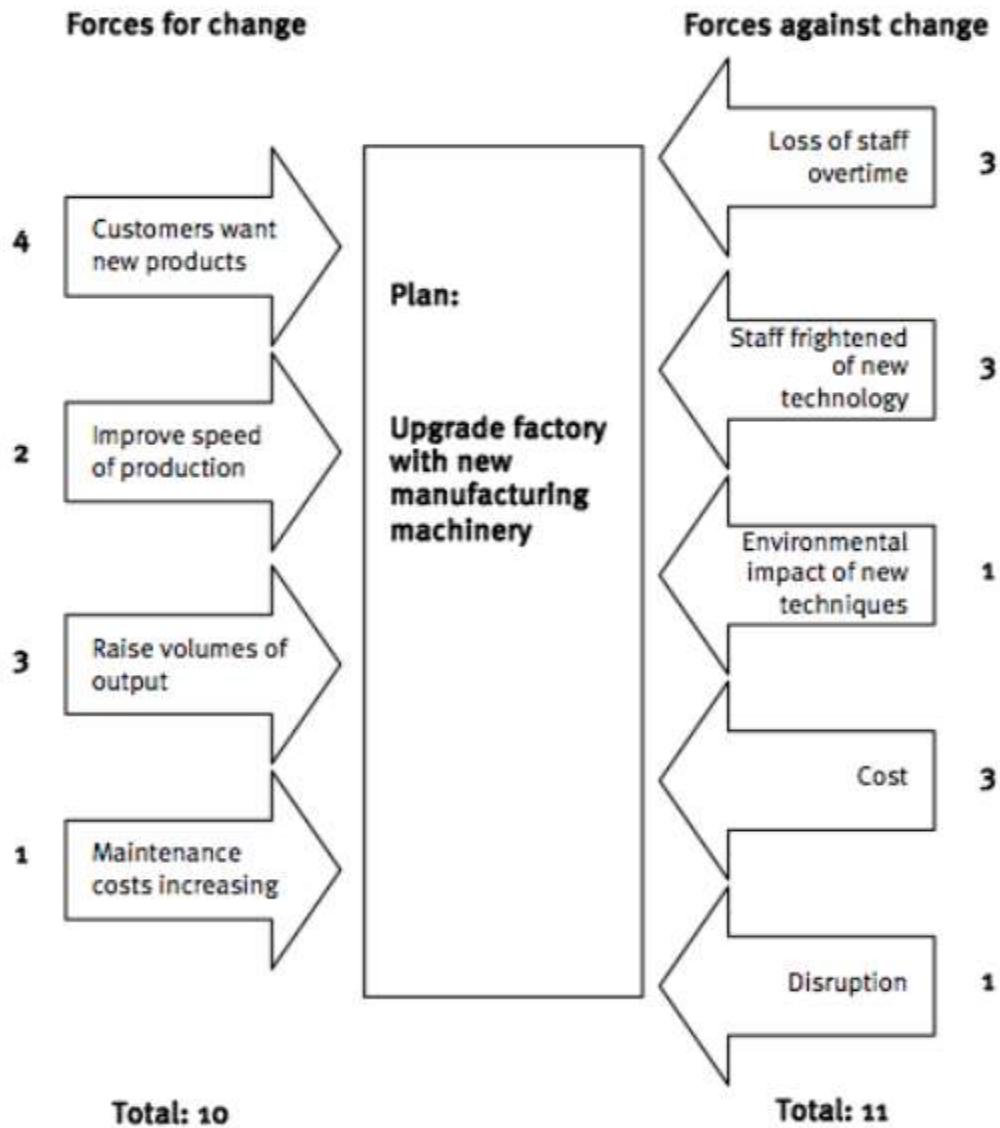 Forces for change
Forces against change
4
Customers want
new products
2
Improve speed
of production
3
Raise volumes of
output
1
Maintenance
costs increasing
Total: 10
Plan:
Upgrade factory
with new
manufacturing
machinery
Loss of staff
overtime
3
Staff frightened
of new
technology
3
Environmental
impact of new
techniques
1
Cost
3
Disruption
1
Total: 11